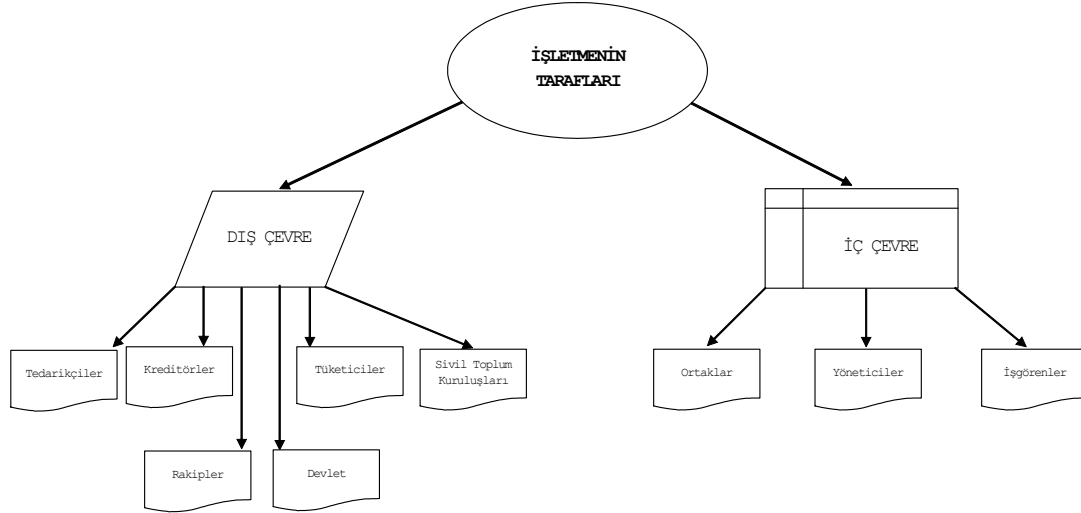 İŞLETMENİN
TARAFLARI
DIŞ ÇEVRE
İÇ ÇEVRE
Tedarikçiler
Kreditörler
Tüketiciler
Sivil Toplum
Kuruluşları
Ortaklar
Yöneticiler
İşgörenler
Rakipler
Devlet